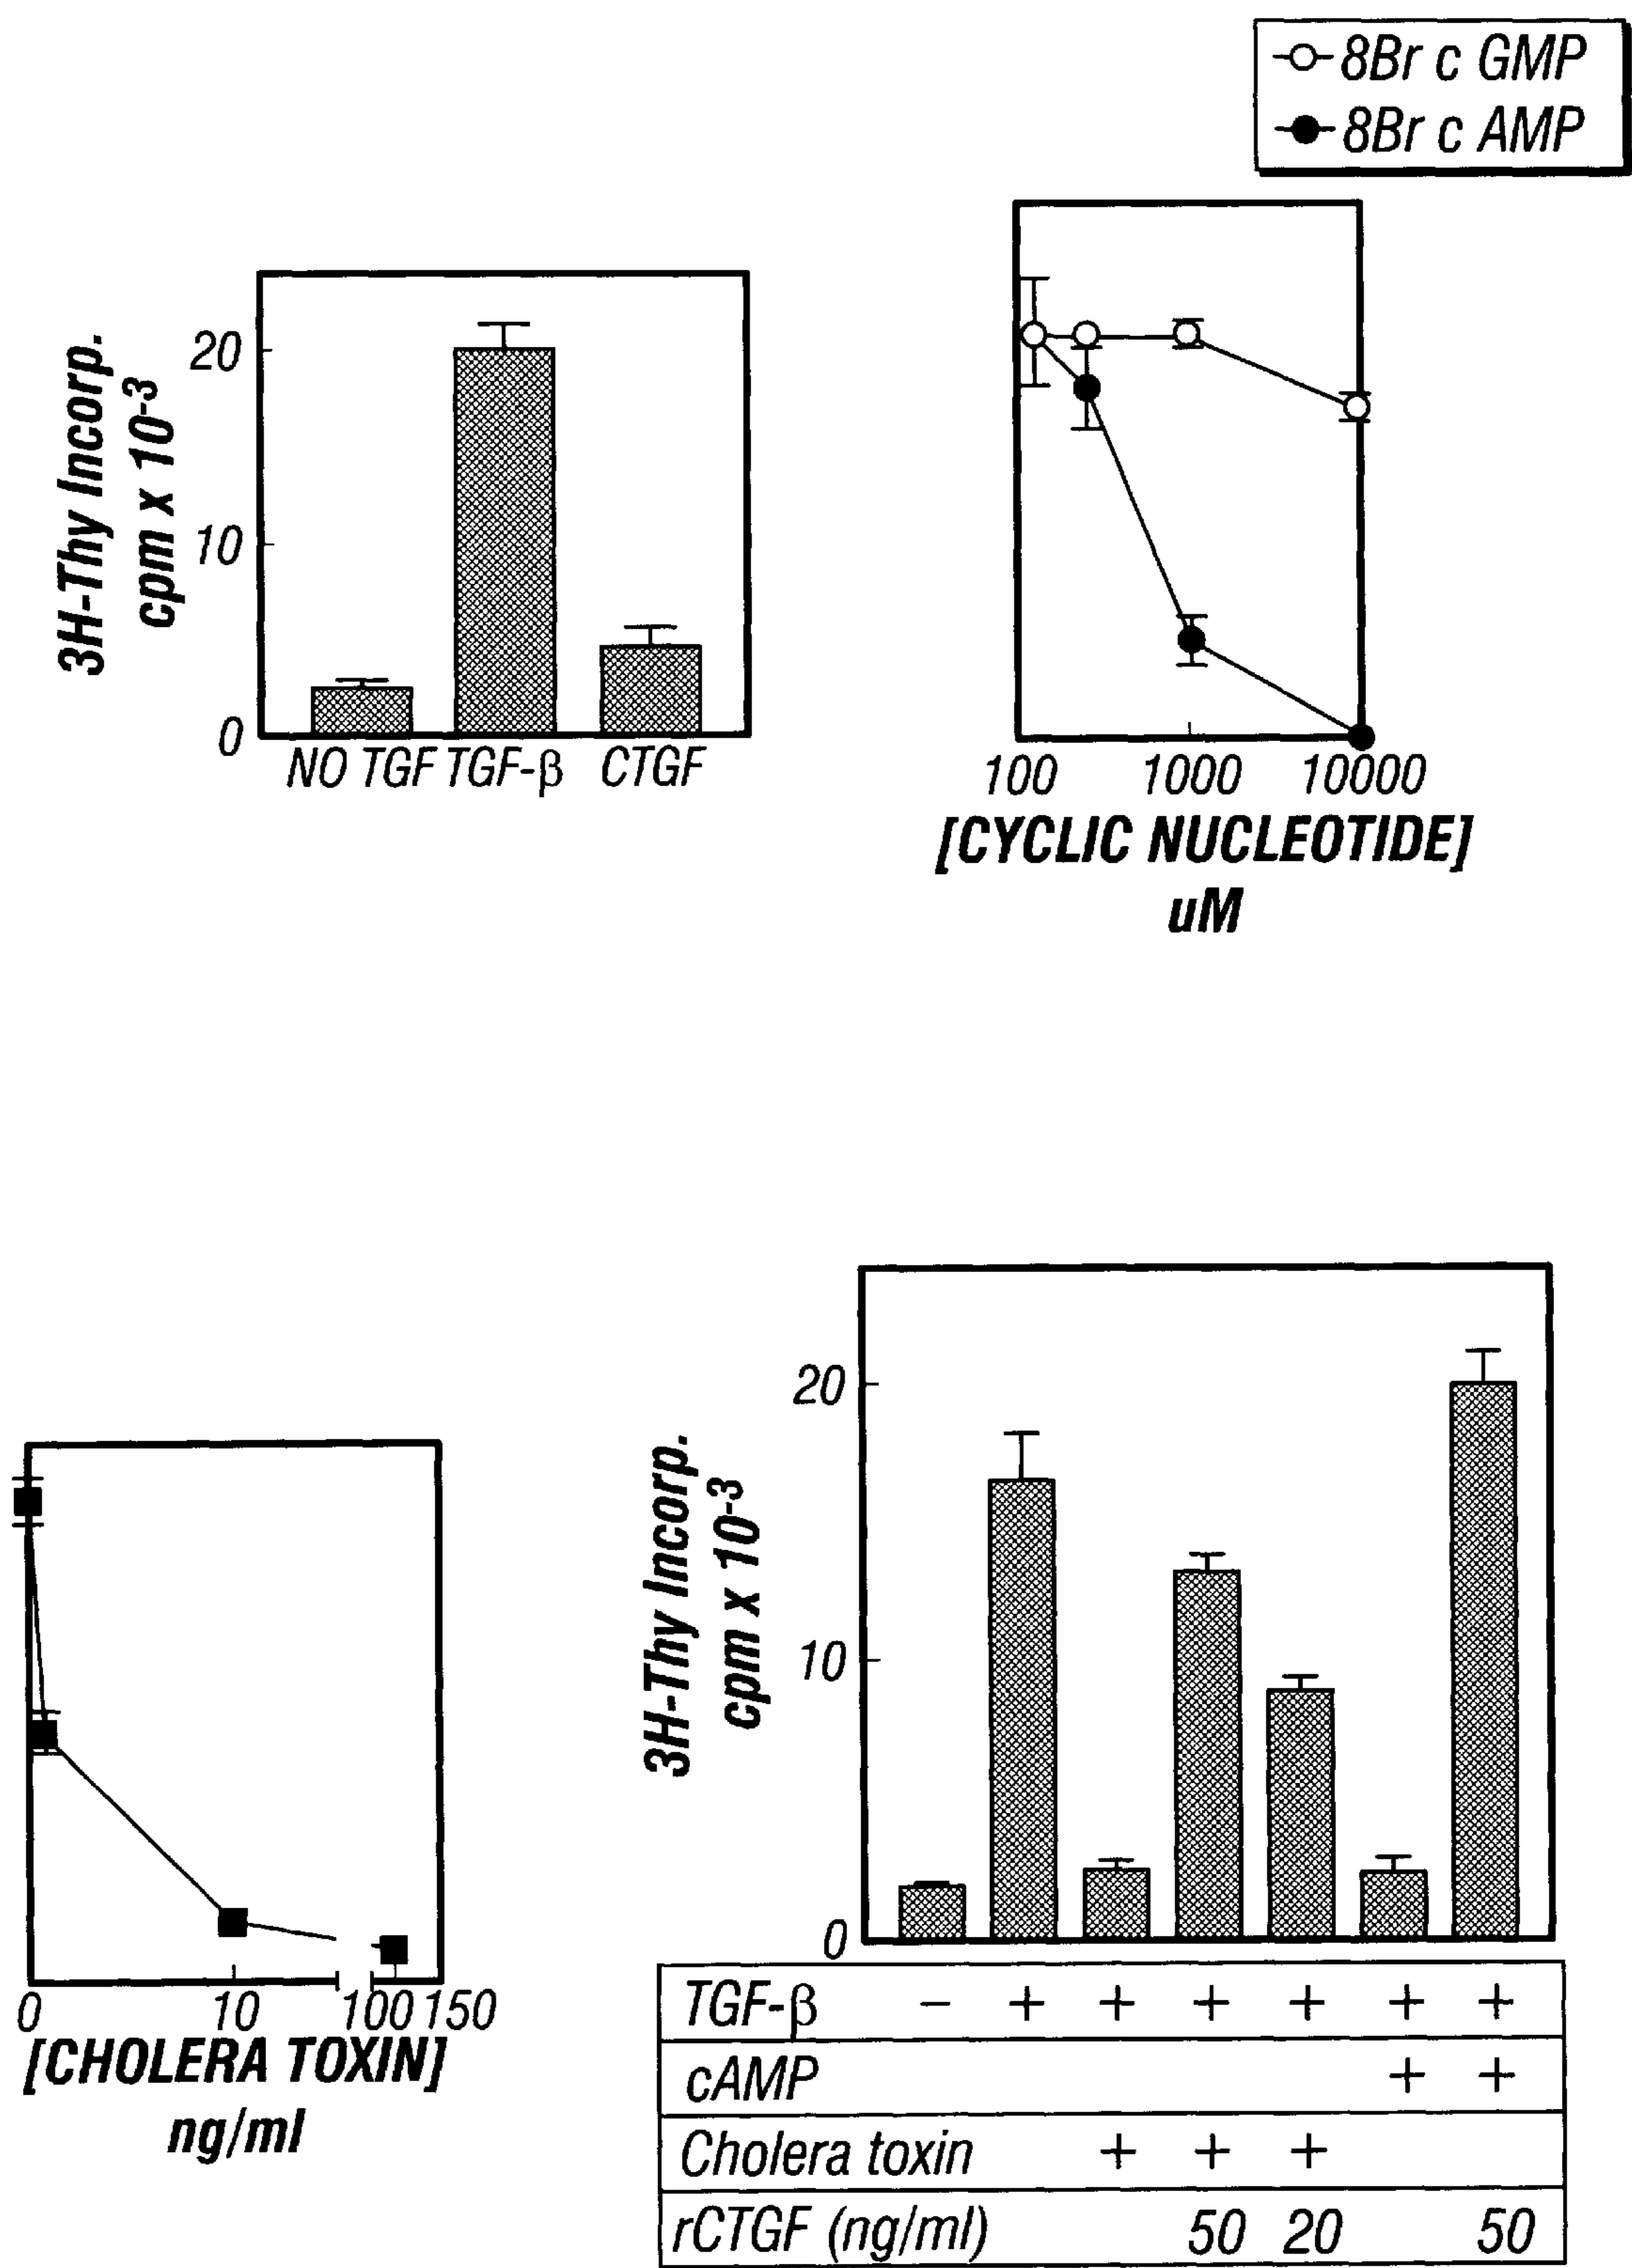 8Br c GMP
8Br c AMP
3H-Thy Incorp.
cpm x 10-3
20
10
0
NO TGF TGF-β CTGF
100 1000 10000
[CYCLIC NUCLEOTIDE]
uM
0 10 100 150
[CHOLERA TOXIN]
ng/ml
3H-Thy Incorp.
cpm x 10-3
20
10
0
TGF-β − + + + + + +
cAMP + +
Cholera toxin + + +
rCTGF (ng/ml) 50 20 50